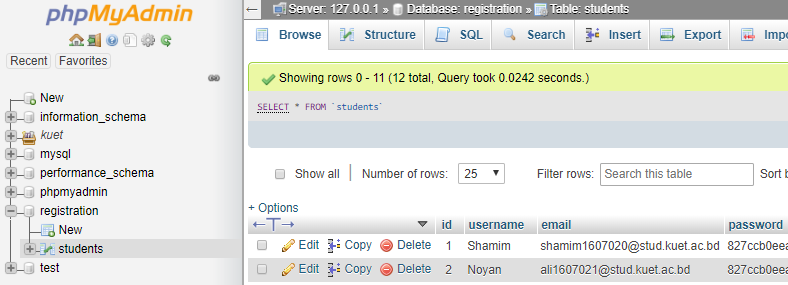 phpMyAdmin
Recent Favorites
New
information_schema
kuet
mysql
performance_schema
phpmyadmin
registration
New
students
test
Server: 127.0.0.1 » Database: registration » Table: students
Browse Structure SQL Search Insert Export Impo
Showing rows 0 - 11 (12 total, Query took 0.0242 seconds.)
SELECT * FROM `students`
Show all Number of rows: 25 Filter rows: Search this table Sort b
+ Options
←T→ id username email password
Edit Copy Delete 1 Shamim shamim1607020@stud.kuet.ac.bd 827ccb0eea
Edit Copy Delete 2 Noyan ali1607021@stud.kuet.ac.bd 827ccb0eea